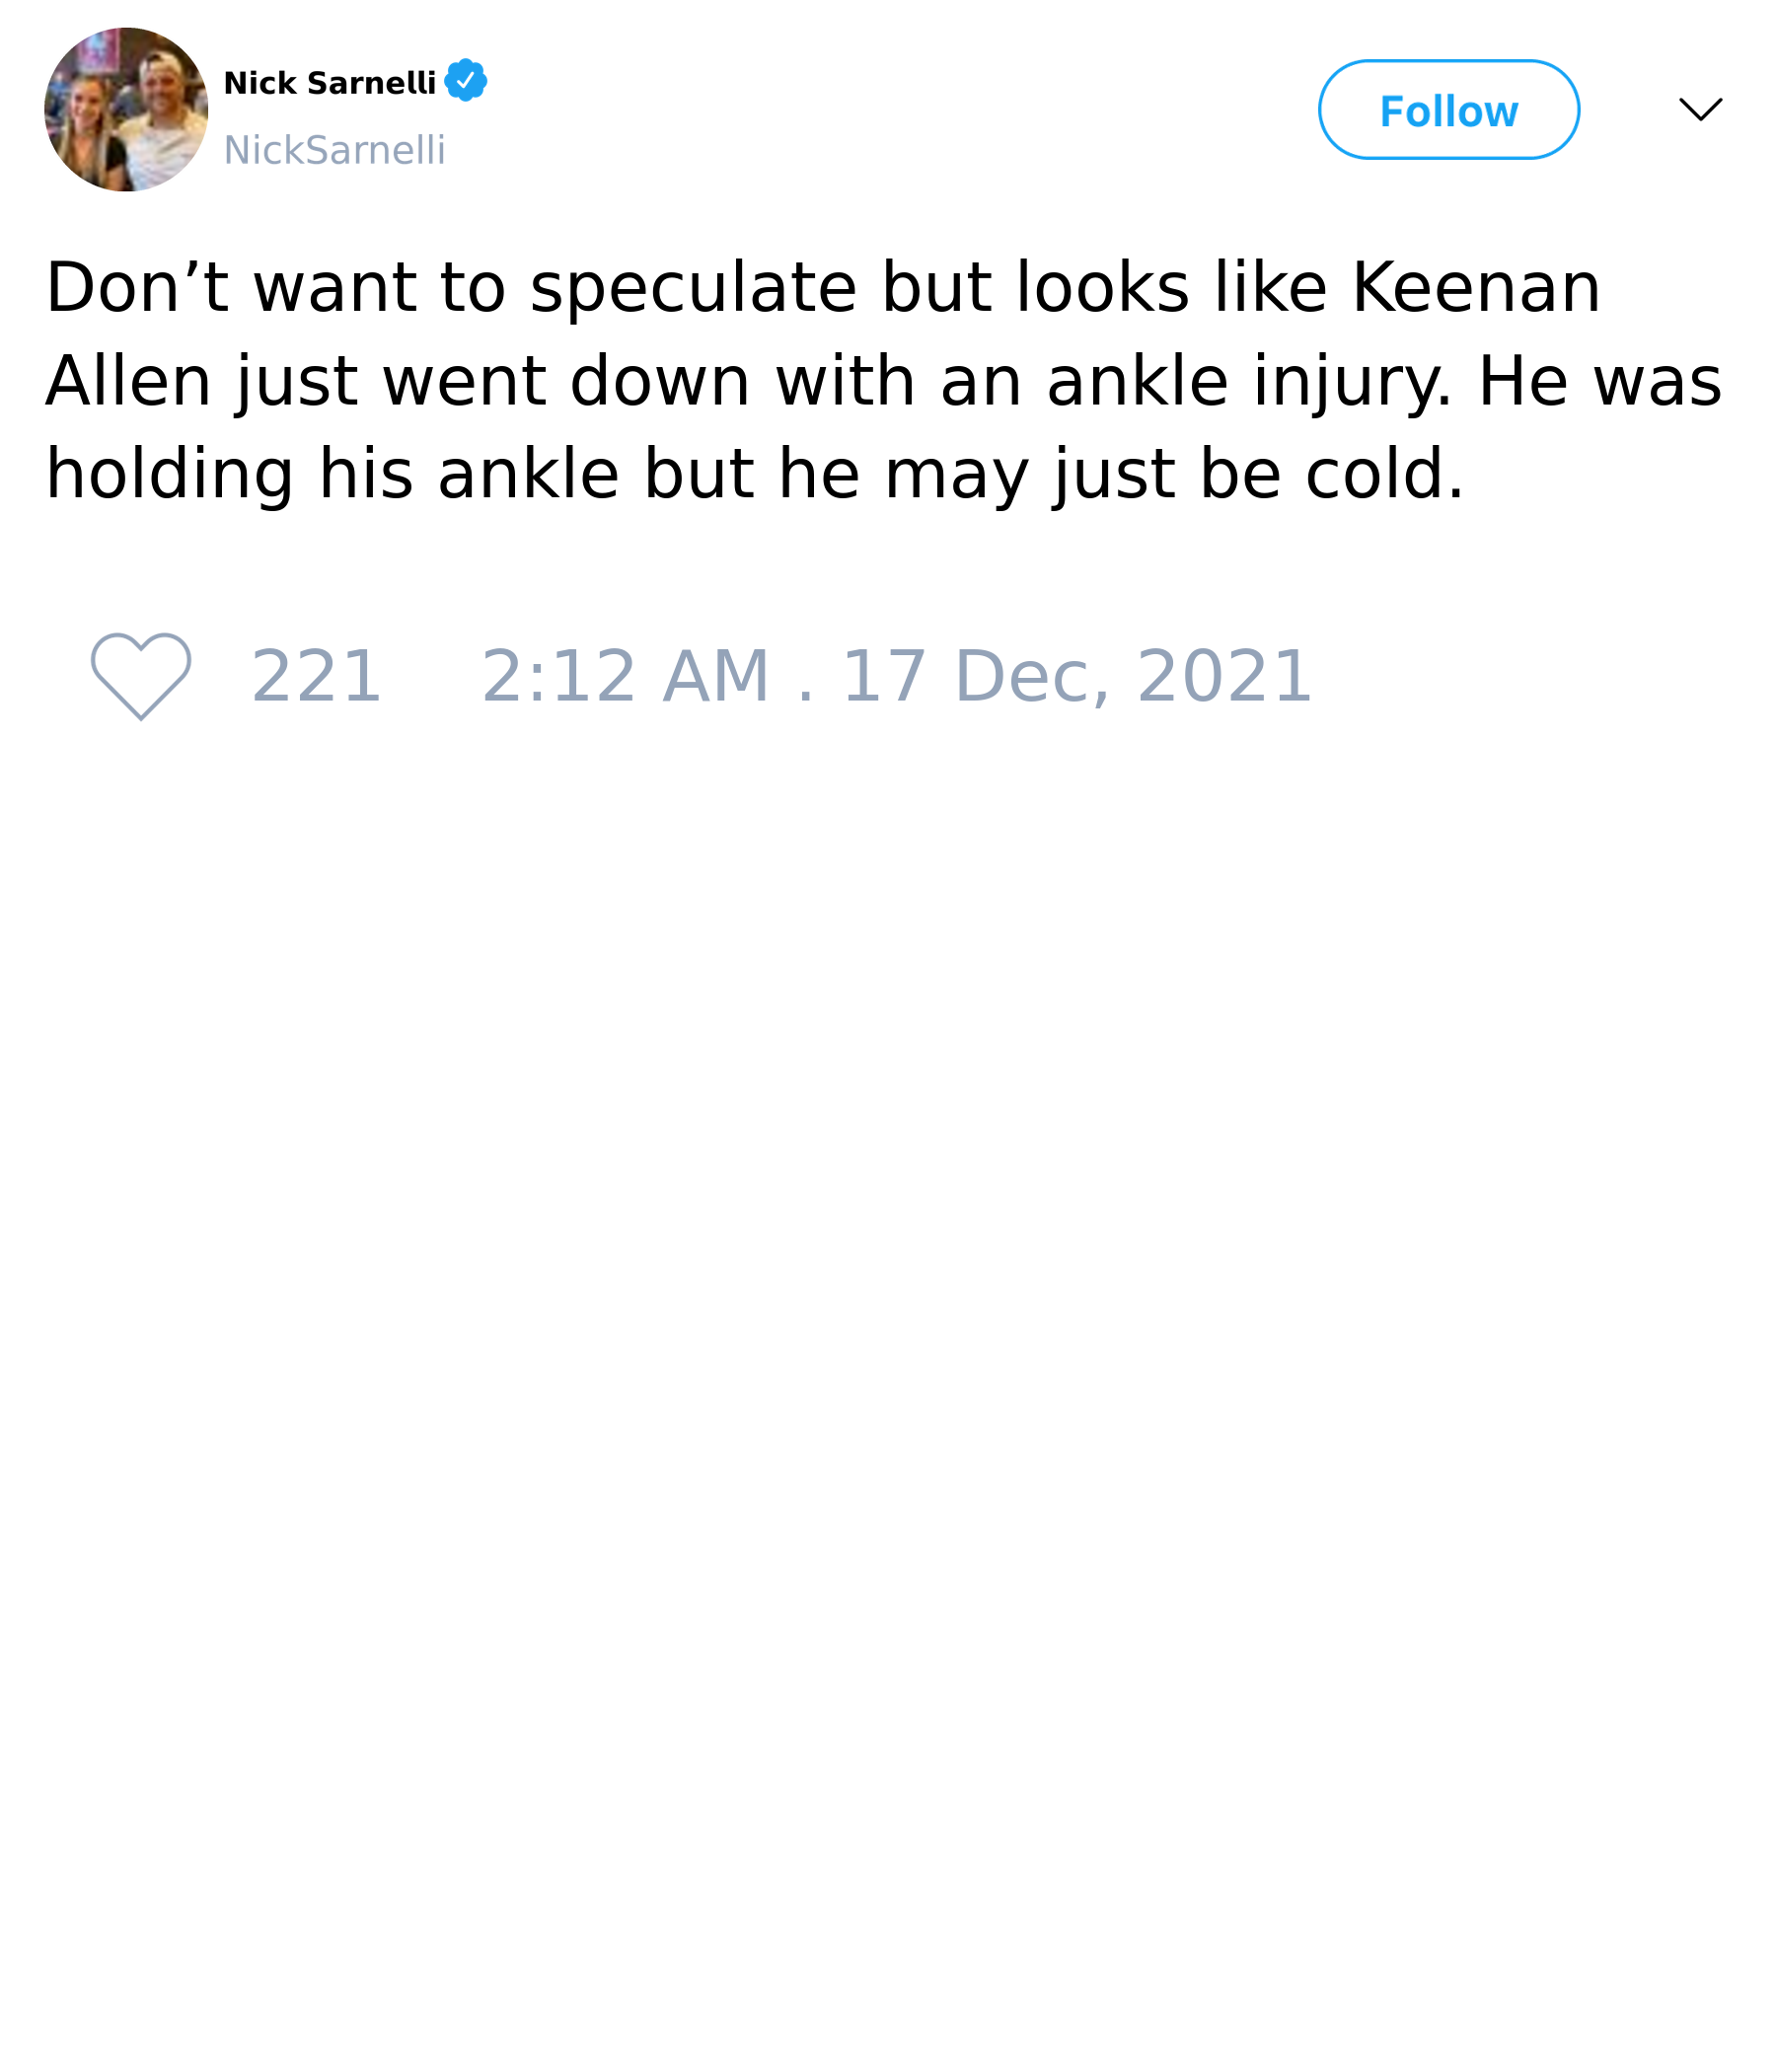 Nick Sarnelli
NickSarnelli
Follow
Don’t want to speculate but looks like Keenan
Allen just went down with an ankle injury. He was
holding his ankle but he may just be cold.
221 2:12 AM . 17 Dec, 2021